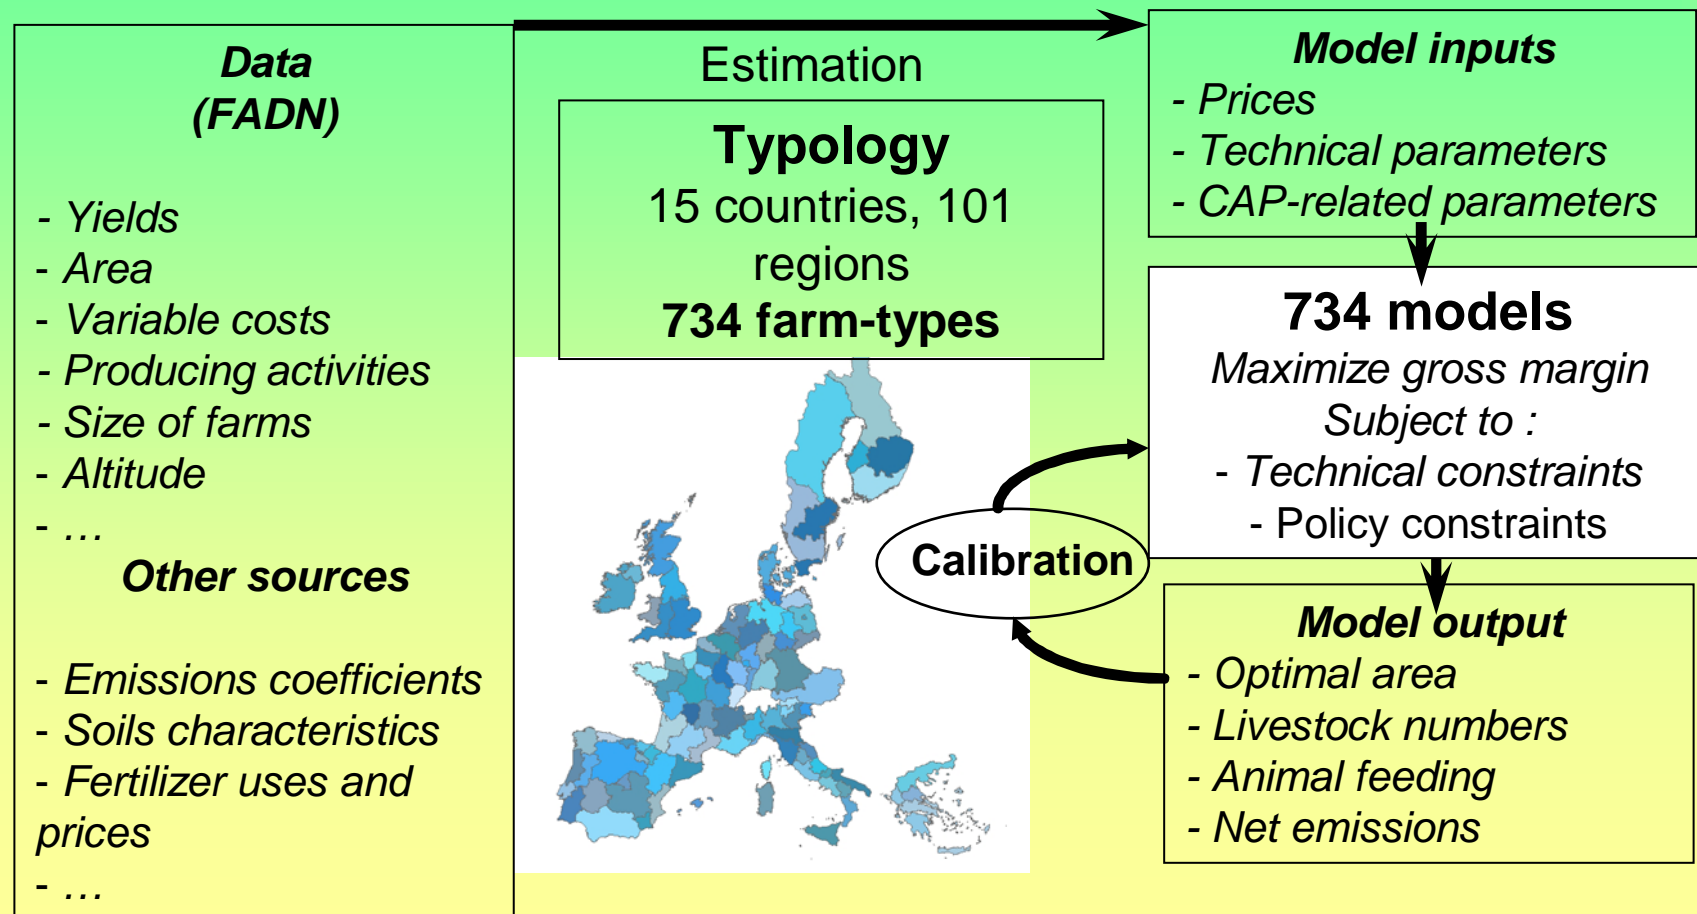 Data
(FADN)
- Yields
- Area
- Variable costs
- Producing activities
- Size of farms
- Altitude
- …
Other sources
- Emissions coefficients
- Soils characteristics
- Fertilizer uses and
prices
- …
Estimation
Typology
15 countries, 101
regions
734 farm-types
Calibration
Model inputs
- Prices
- Technical parameters
- CAP-related parameters
734 models
Maximize gross margin
Subject to :
- Technical constraints
- Policy constraints
Model output
- Optimal area
- Livestock numbers
- Animal feeding
- Net emissions